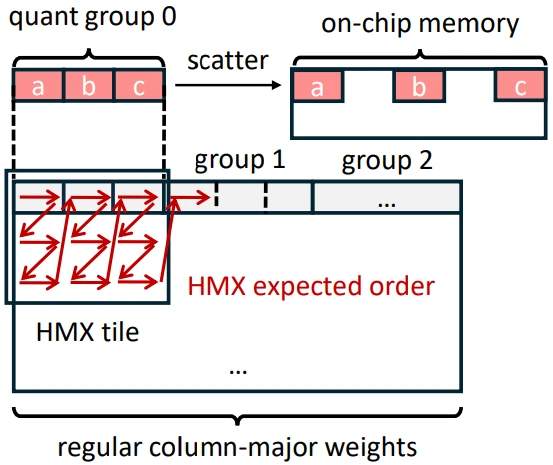 quant group 0
on-chip memory
scatter
a b c
a b c
group 1
group 2
...
HMX expected order
HMX tile
...
regular column-major weights